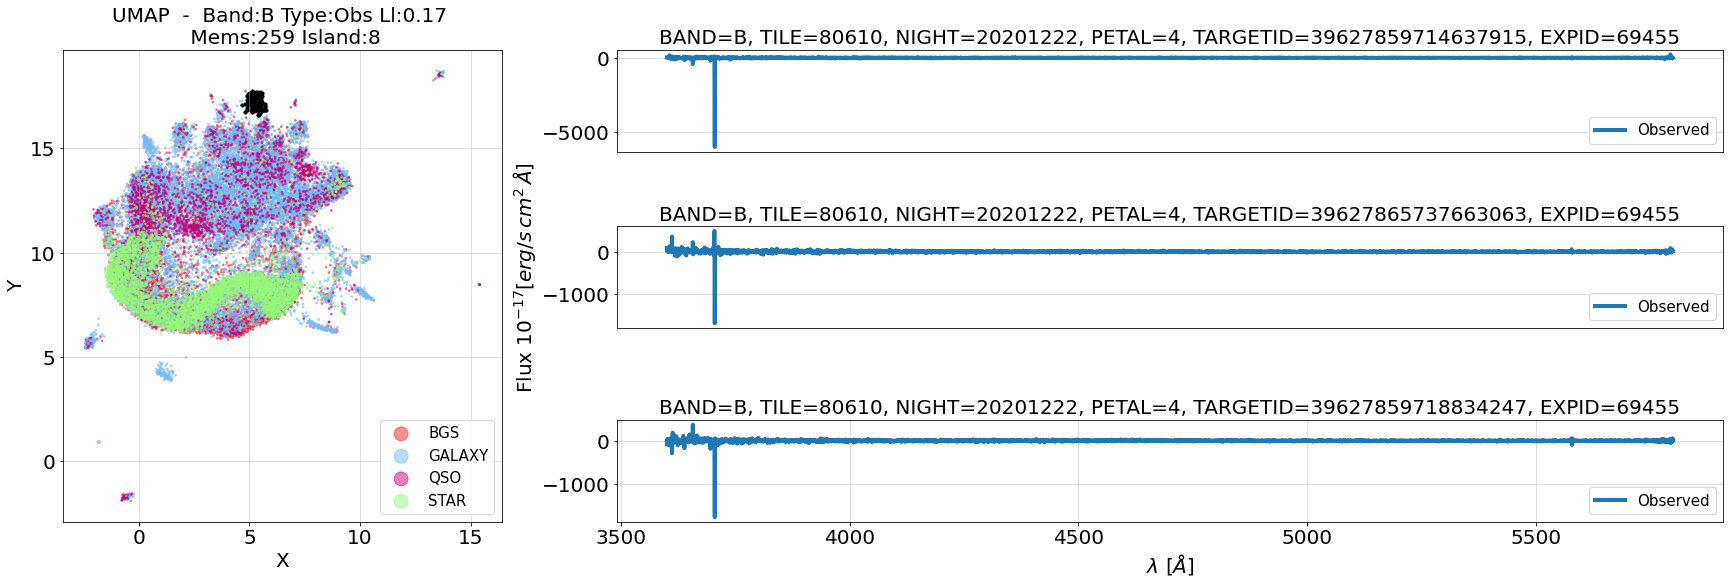 UMAP - Band:B Type:Obs Ll:0.17
Mems:259 Island:8
Y
15
10
5
0
0
5
10
15
X
BGS
GALAXY
QSO
STAR
Flux 10⁻¹⁷[erg/s cm² Å]
BAND=B, TILE=80610, NIGHT=20201222, PETAL=4, TARGETID=39627859714637915, EXPID=69455
0
−5000
Observed
BAND=B, TILE=80610, NIGHT=20201222, PETAL=4, TARGETID=39627865737663063, EXPID=69455
0
−1000
Observed
BAND=B, TILE=80610, NIGHT=20201222, PETAL=4, TARGETID=39627859718834247, EXPID=69455
0
−1000
Observed
3500
4000
4500
5000
5500
λ [Å]